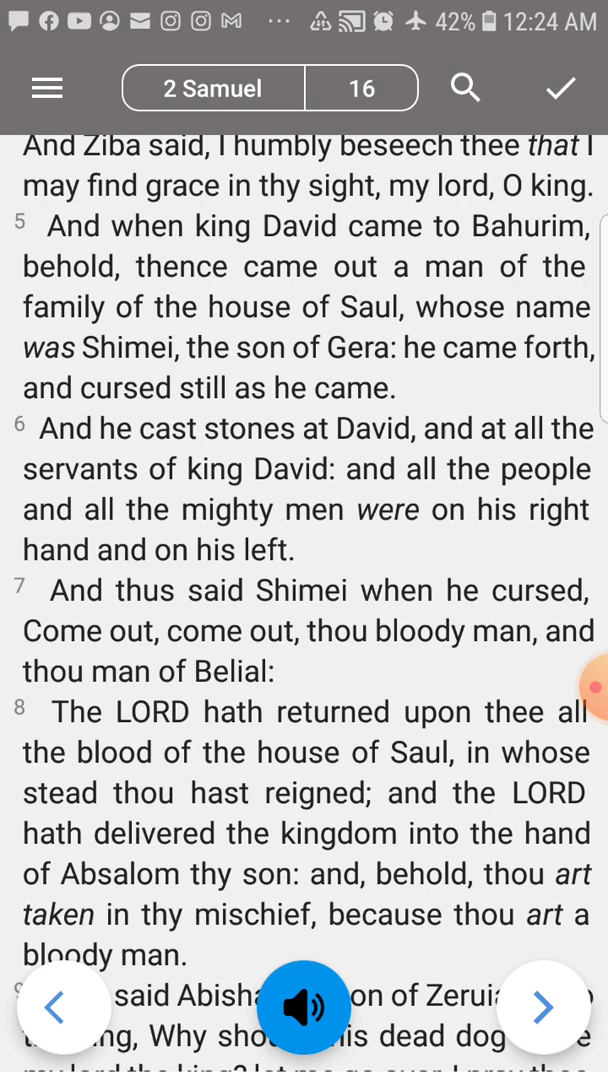 42% 12:24 AM
2 Samuel 16
And Ziba said, I humbly beseech thee that I
may find grace in thy sight, my lord, O king.
5 And when king David came to Bahurim,
behold, thence came out a man of the
family of the house of Saul, whose name
was Shimei, the son of Gera: he came forth,
and cursed still as he came.
6 And he cast stones at David, and at all the
servants of king David: and all the people
and all the mighty men were on his right
hand and on his left.
7 And thus said Shimei when he cursed,
Come out, come out, thou bloody man, and
thou man of Belial:
8 The LORD hath returned upon thee all
the blood of the house of Saul, in whose
stead thou hast reigned; and the LORD
hath delivered the kingdom into the hand
of Absalom thy son: and, behold, thou art
taken in thy mischief, because thou art a
bloody man.
said of
Why dead dog